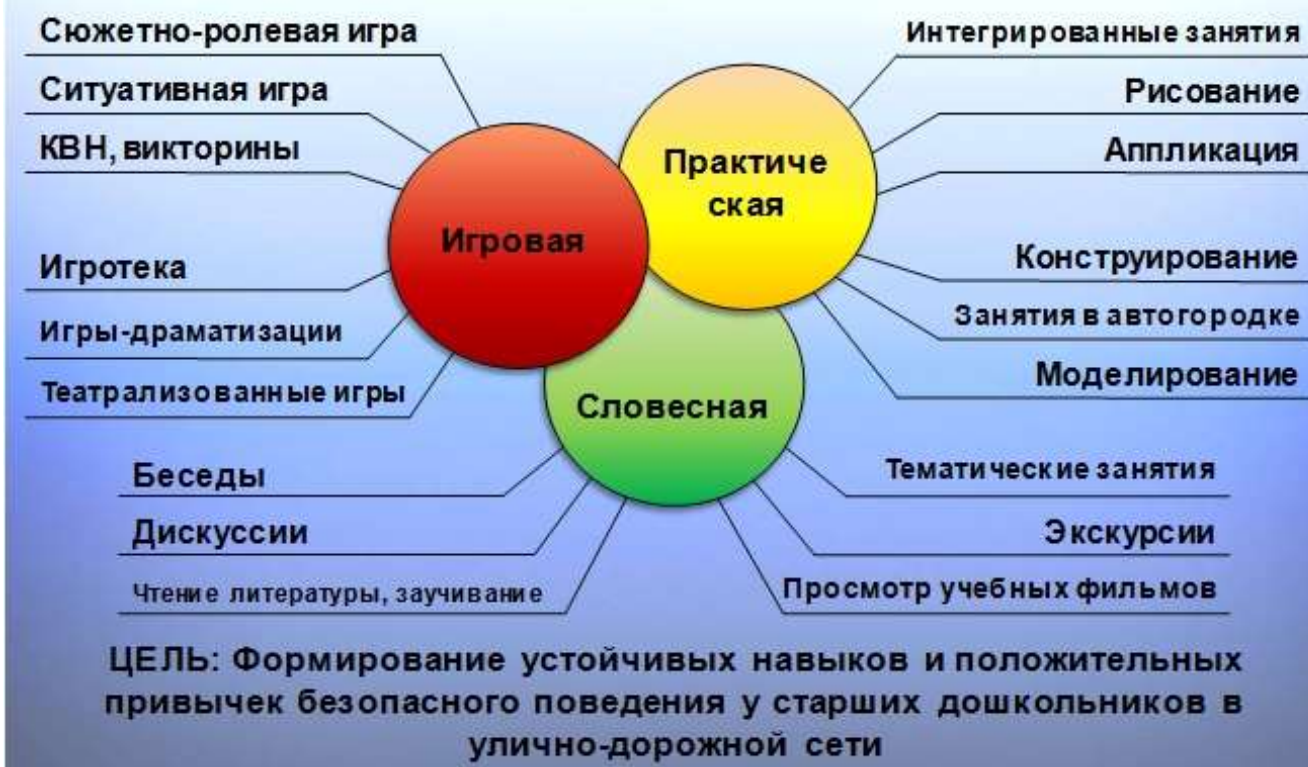 Сюжетно-ролевая игра
Ситуативная игра
КВН, викторины
Игротека
Игры-драматизации
Театрализованные игры
Игровая
Практиче
ская
Словесная
Интегрированные занятия
Рисование
Аппликация
Конструирование
Занятия в автогородке
Моделирование
Беседы
Дискуссии
Чтение литературы, заучивание
Тематические занятия
Экскурсии
Просмотр учебных фильмов
ЦЕЛЬ: Формирование устойчивых навыков и положительных
привычек безопасного поведения у старших дошкольников в
улично-дорожной сети